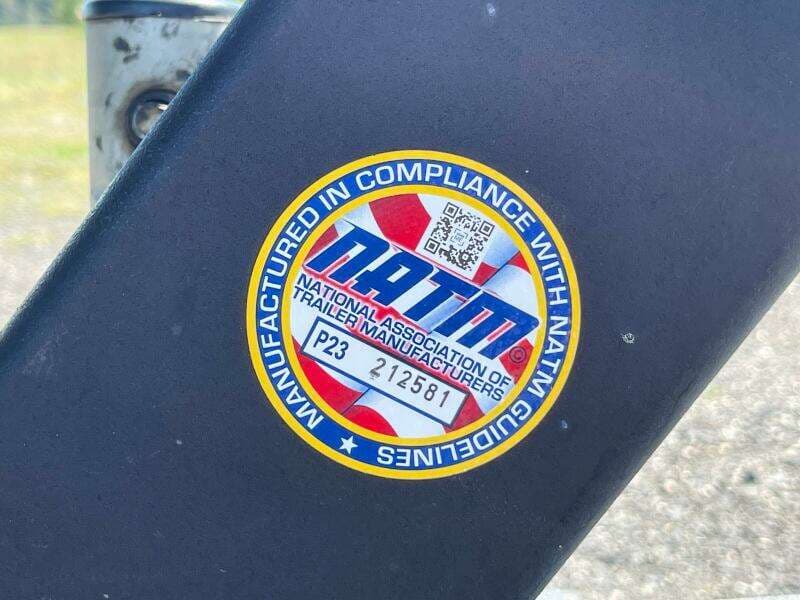 MANUFACTURED IN COMPLIANCE WITH NATM GUIDELINES ★
NATM©
NATIONAL ASSOCIATION OF
TRAILER MANUFACTURERS
P23 212581